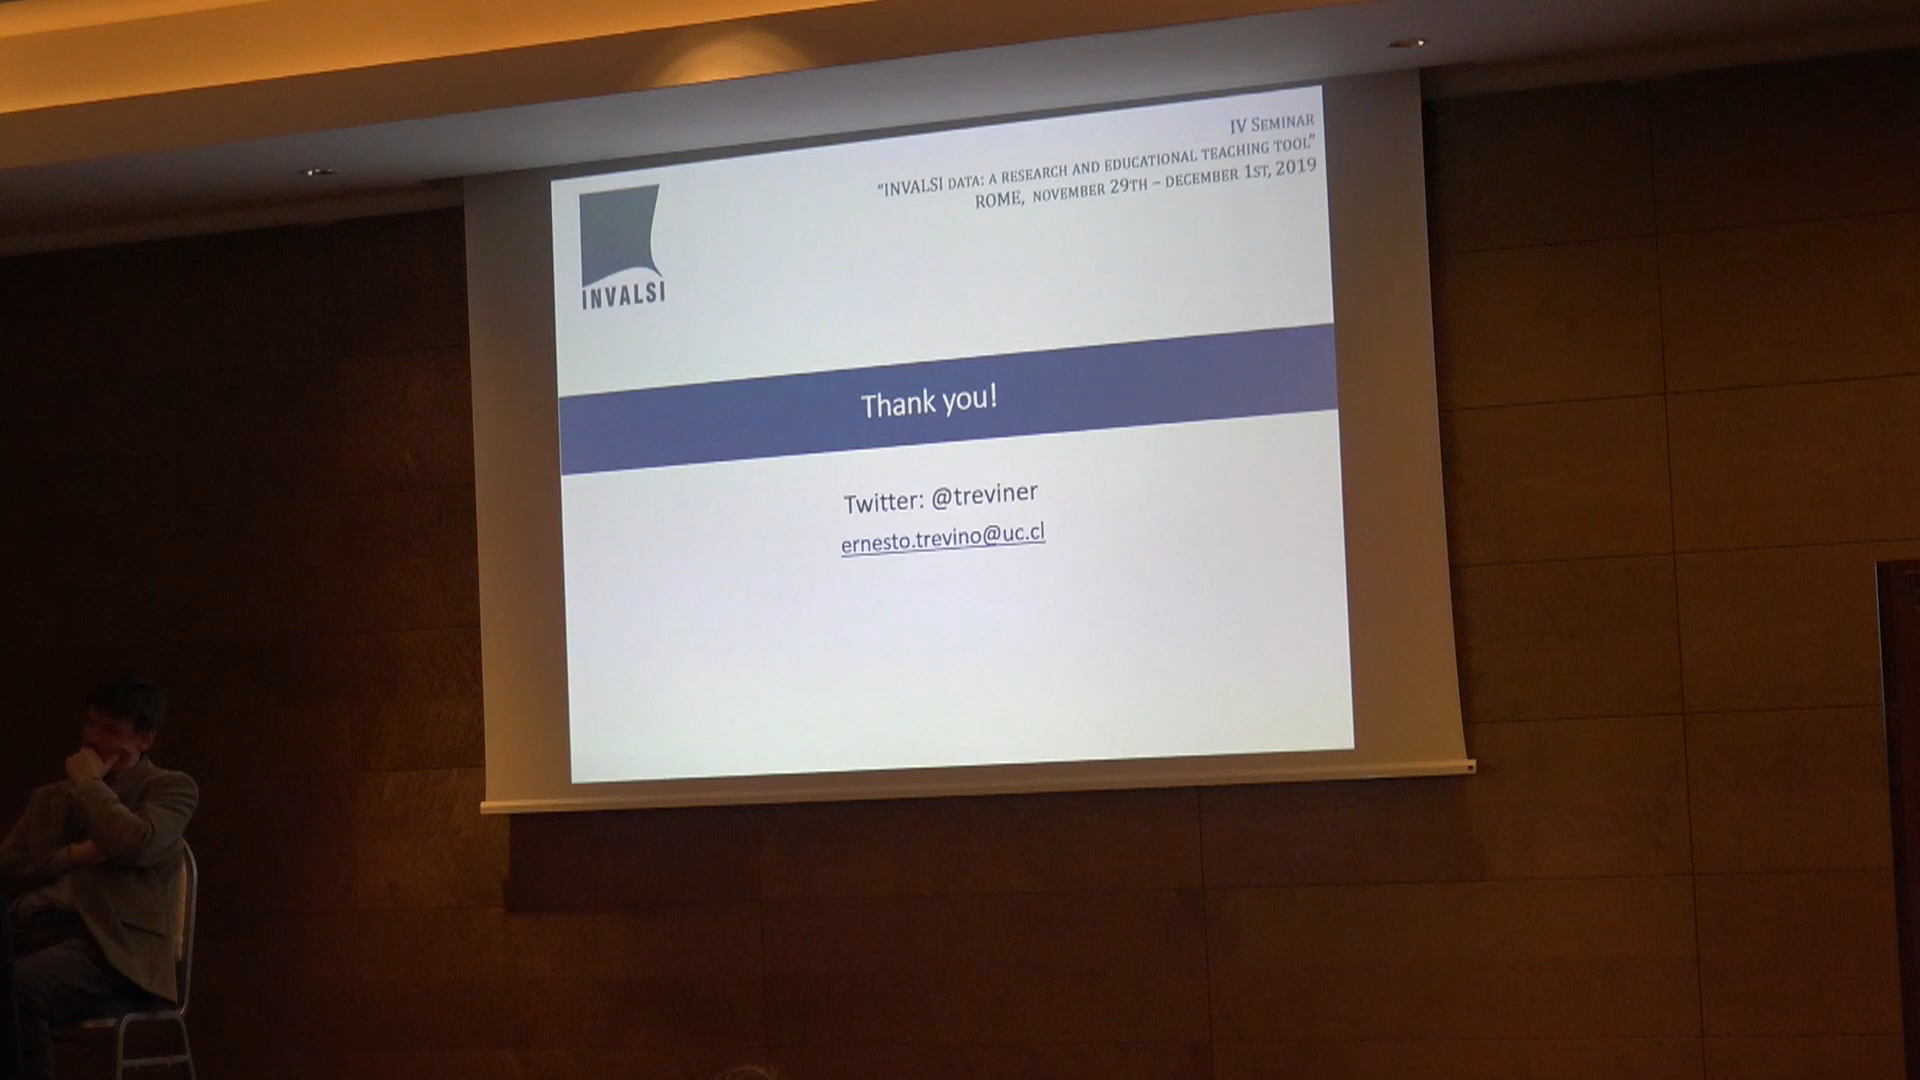 IV SEMINAR
"INVALSI DATA: A RESEARCH AND EDUCATIONAL TEACHING TOOL"
ROME, NOVEMBER 29TH – DECEMBER 1ST, 2019
INVALSI
Thank you!
Twitter: @treviner
ernesto.trevino@uc.cl